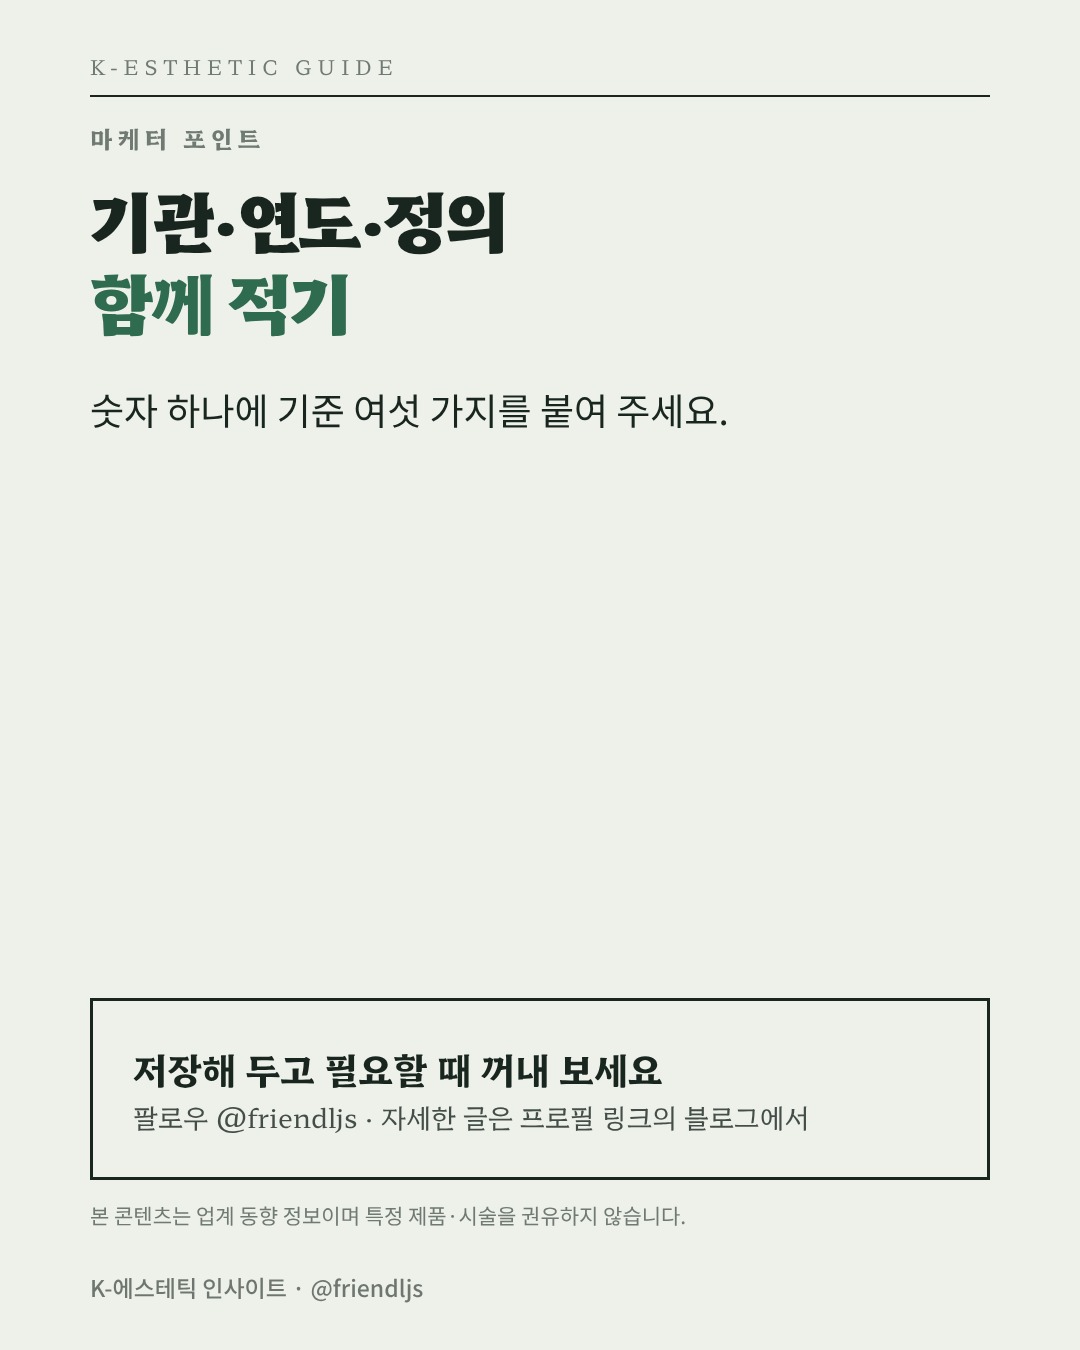 K-ESTHETIC GUIDE
마케터 포인트
기관·연도·정의
함께 적기
숫자 하나에 기준 여섯 가지를 붙여 주세요.
저장해 두고 필요할 때 꺼내 보세요
팔로우 @friendljs · 자세한 글은 프로필 링크의 블로그에서
본 콘텐츠는 업계 동향 정보이며 특정 제품·시술을 권유하지 않습니다.
K-에스테틱 인사이트 · @friendljs